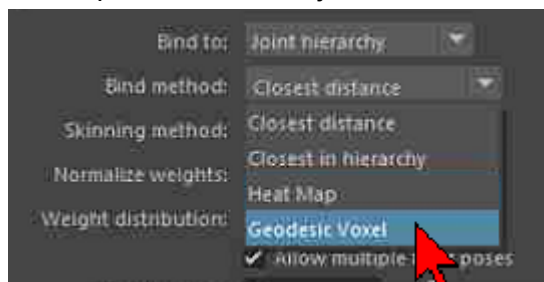 Bind to: Joint hierarchy
Bind method: Closest distance
Skinning method: Closest distance
Closest in hierarchy
Normalize weights:
Heat Map
Weight distribution:
Geodesic Voxel
Allow multiple poses